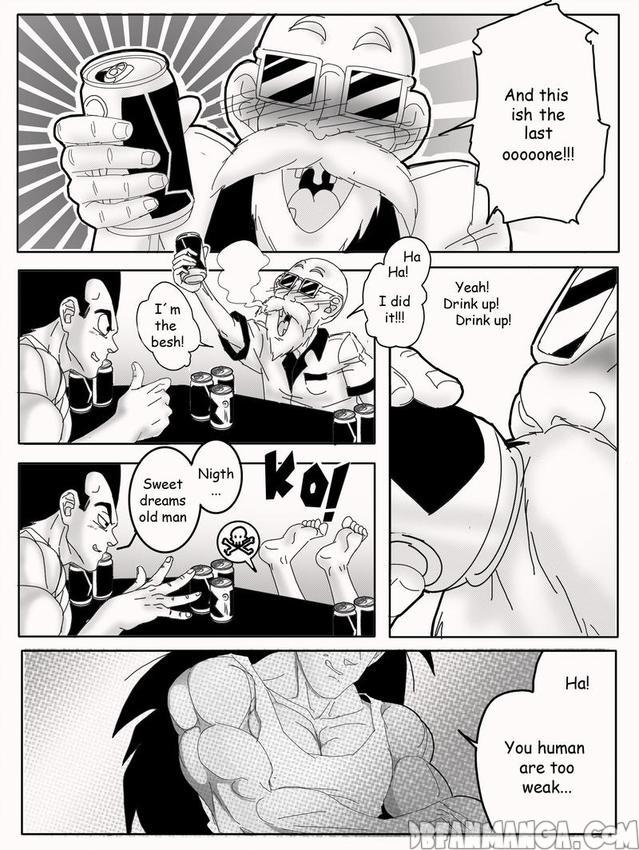 And this
ish the
last
ooooone!!!
I´m
the
besh!
Ha
Ha!
I did
it!!!
Yeah!
Drink up!
Drink up!
Sweet
dreams
old man
Nigth
...
KO!
Ha!
You human
are too
weak...
DBFANMANGA.COM